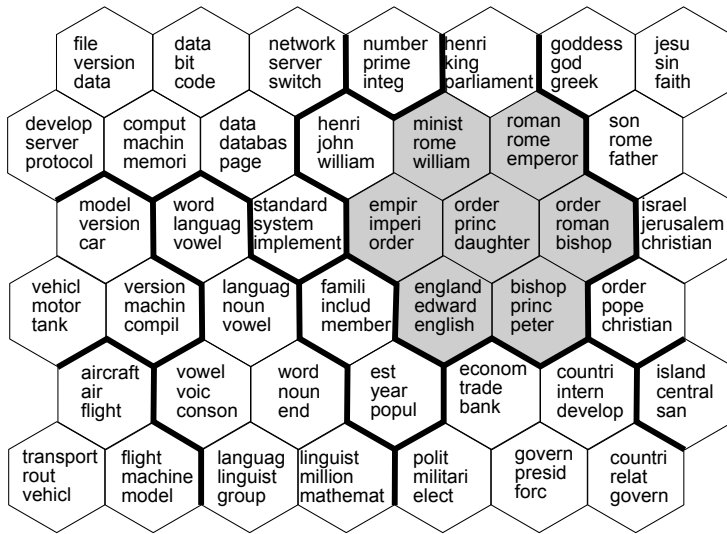 file
version
data
data
bit
code
network
server
switch
number
prime
integ
henri
king
parliament
goddess
god
greek
jesu
sin
faith
develop
server
protocol
comput
machin
memori
data
databas
page
henri
john
william
minist
rome
william
roman
rome
emperor
son
rome
father
model
version
car
word
languag
vowel
standard
system
implement
empir
imperi
order
order
princ
daughter
order
roman
bishop
israel
jerusalem
christian
vehicl
motor
tank
version
machin
compil
languag
noun
vowel
famili
includ
member
england
edward
english
bishop
princ
peter
order
pope
christian
aircraft
air
flight
vowel
voic
conson
word
noun
end
est
year
popul
econom
trade
bank
countri
intern
develop
island
central
san
transport
rout
vehicl
flight
machine
model
languag
linguist
group
linguist
million
mathemat
polit
militari
elect
govern
presid
forc
countri
relat
govern